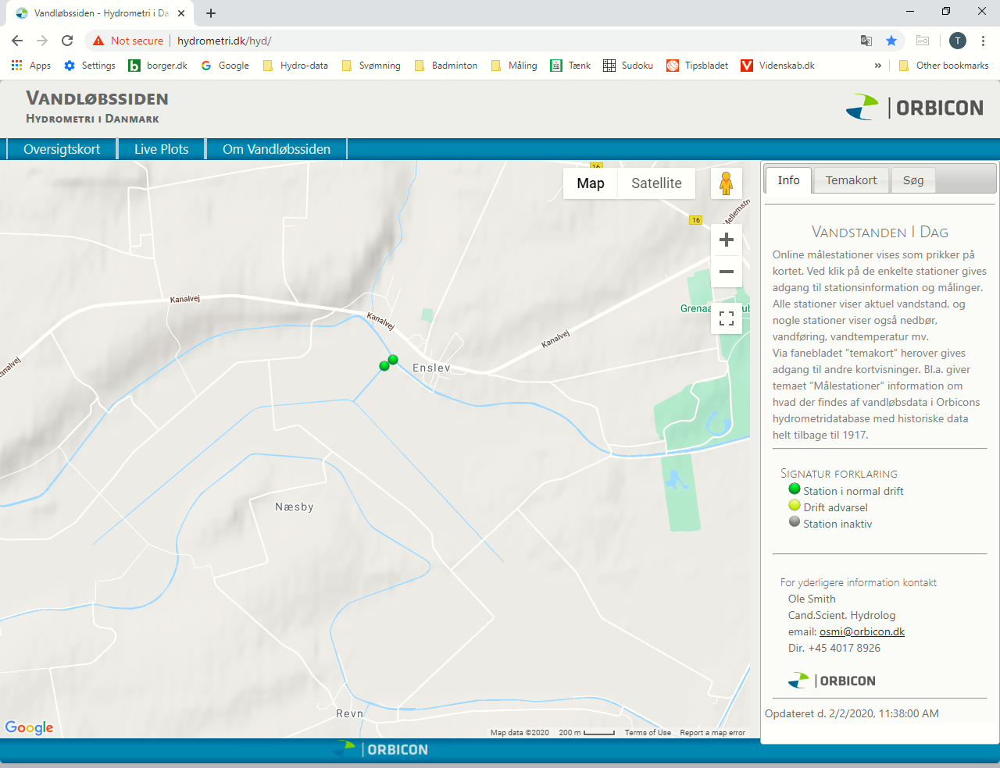 Vandløbssiden - Hydrometri i Da
Not secure
hydrometri.dk/hyd/
T
Apps
Settings
borger.dk
Google
Hydro-data
Svømning
Badminton
Måling
Tænk
Sudoku
Tipsbladet
Videnskab.dk
»
Other bookmarks
Vandløbssiden
Hydrometri i Danmark
ORBICON
Oversigtskort
Live Plots
Om Vandløbssiden
Map
Satellite
16
16
Mellemstr
Kanalvej
Kanalvej
Kanalvej
Kanalvej
Grenaa
ub
Enslev
Næsby
Revn
Google
Map data ©2020
200 m
Terms of Use
Report a map error
Info
Temakort
Søg
Vandstanden I Dag
Online målestationer vises som prikker på
kortet. Ved klik på de enkelte stationer gives
adgang til stationsinformation og målinger.
Alle stationer viser aktuel vandstand, og
nogle stationer viser også nedbør,
vandføring, vandtemperatur mv.
Via fanebladet ”temakort” herover gives
adgang til andre kortvisninger. Bl.a. giver
temaet ”Målestationer” information om
hvad der findes af vandløbsdata i Orbicons
hydrometridatabase med historiske data
helt tilbage til 1917.
Signatur forklaring
Station i normal drift
Drift advarsel
Station inaktiv
For yderligere information kontakt
Ole Smith
Cand.Scient. Hydrolog
email: osmi@orbicon.dk
Dir. +45 4017 8926
ORBICON
Opdateret d. 2/2/2020, 11:38:00 AM
ORBICON